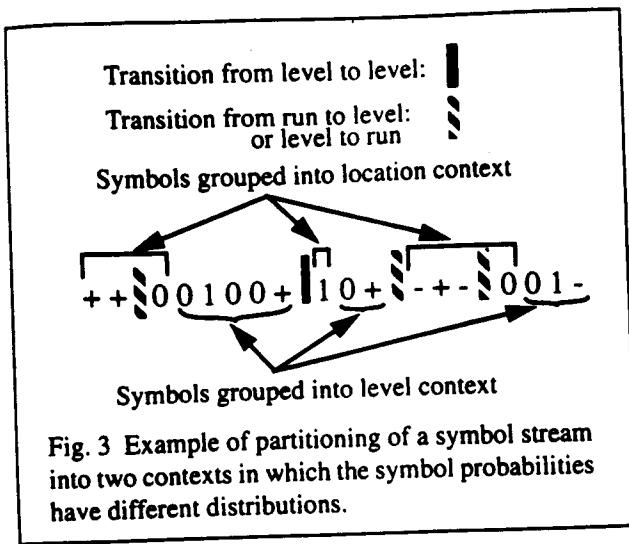 Transition from level to level:
Transition from run to level:
or level to run
Symbols grouped into location context
+ + 0 0 1 0 0 + 1 0 + - + - 0 0 1 -
Symbols grouped into level context
Fig. 3 Example of partitioning of a symbol stream
into two contexts in which the symbol probabilities
have different distributions.